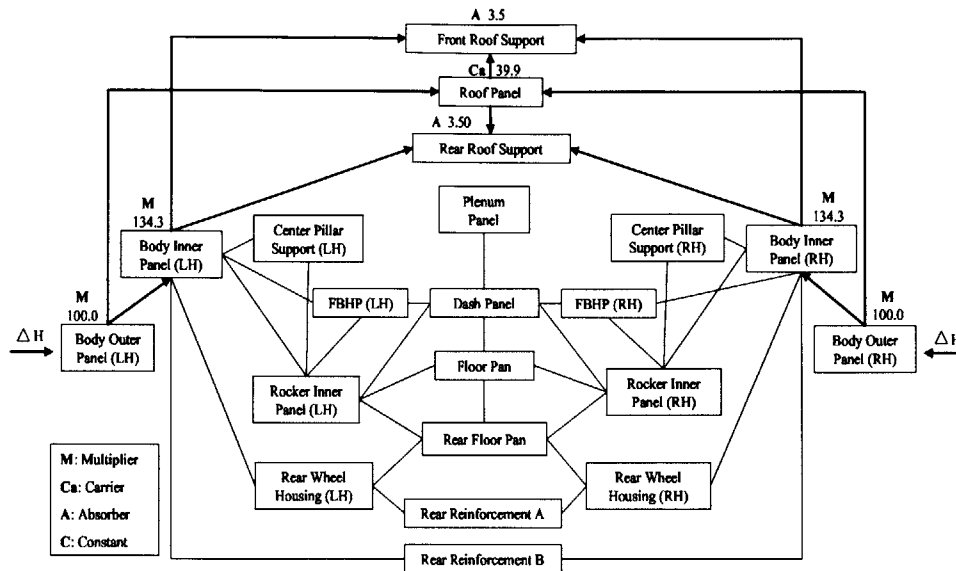 A 3.5
Front Roof Support
Ca 39.9
Roof Panel
A 3.50
Rear Roof Support
M
134.3
Body Inner
Panel (LH)
Center Pillar
Support (LH)
Plenum
Panel
Center Pillar
Support (RH)
M
134.3
Body Inner
Panel (RH)
M
100.0
△H
Body Outer
Panel (LH)
FBHP (LH)
Dash Panel
FBHP (RH)
M
100.0
△H
Body Outer
Panel (RH)
Rocker Inner
Panel (LH)
Floor Pan
Rocker Inner
Panel (RH)
Rear Floor Pan
Rear Wheel
Housing (LH)
Rear Wheel
Housing (RH)
Rear Reinforcement A
Rear Reinforcement B
M: Multiplier
Ca: Carrier
A: Absorber
C: Constant